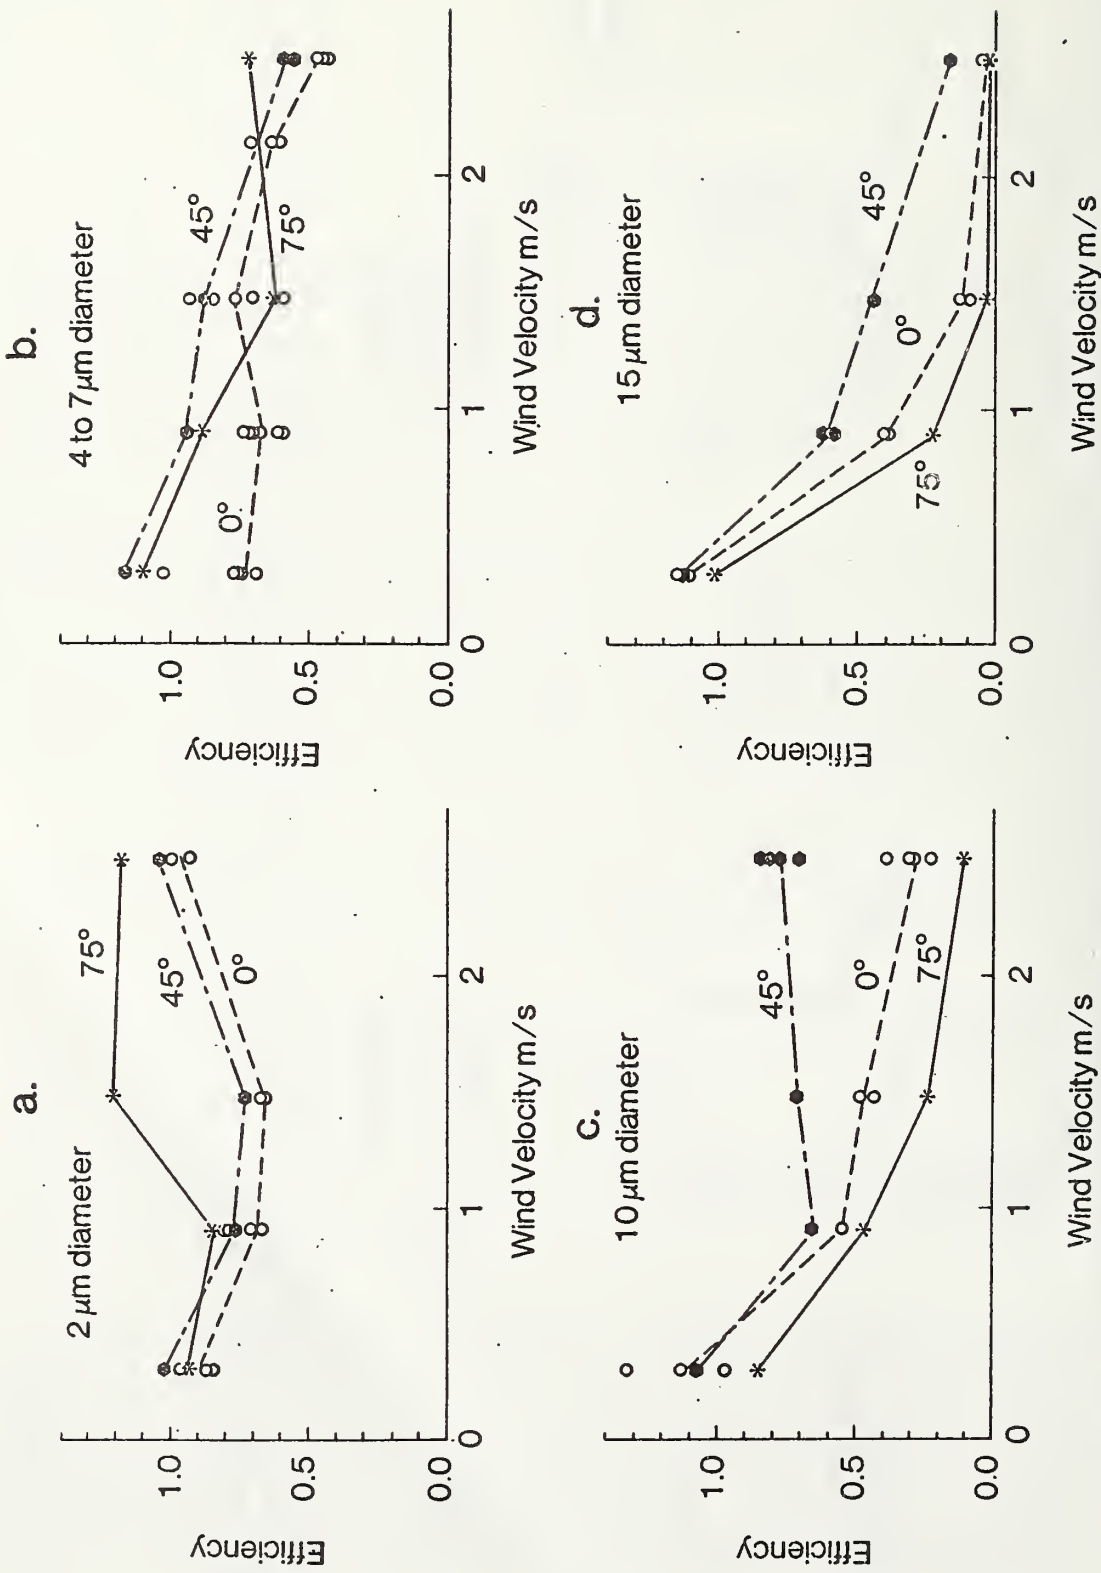 a.
2 μm diameter
Efficiency
1.0
0.5
0.0
75°
45°
0°
0
1
2
Wind Velocity m/s
b.
4 to 7 μm diameter
Efficiency
1.0
0.5
0.0
45°
0°
75°
0
1
2
Wind Velocity m/s
c.
10 μm diameter
Efficiency
1.0
0.5
0.0
45°
0°
75°
0
1
2
Wind Velocity m/s
d.
15 μm diameter
Efficiency
1.0
0.5
0.0
45°
0°
75°
0
1
2
Wind Velocity m/s